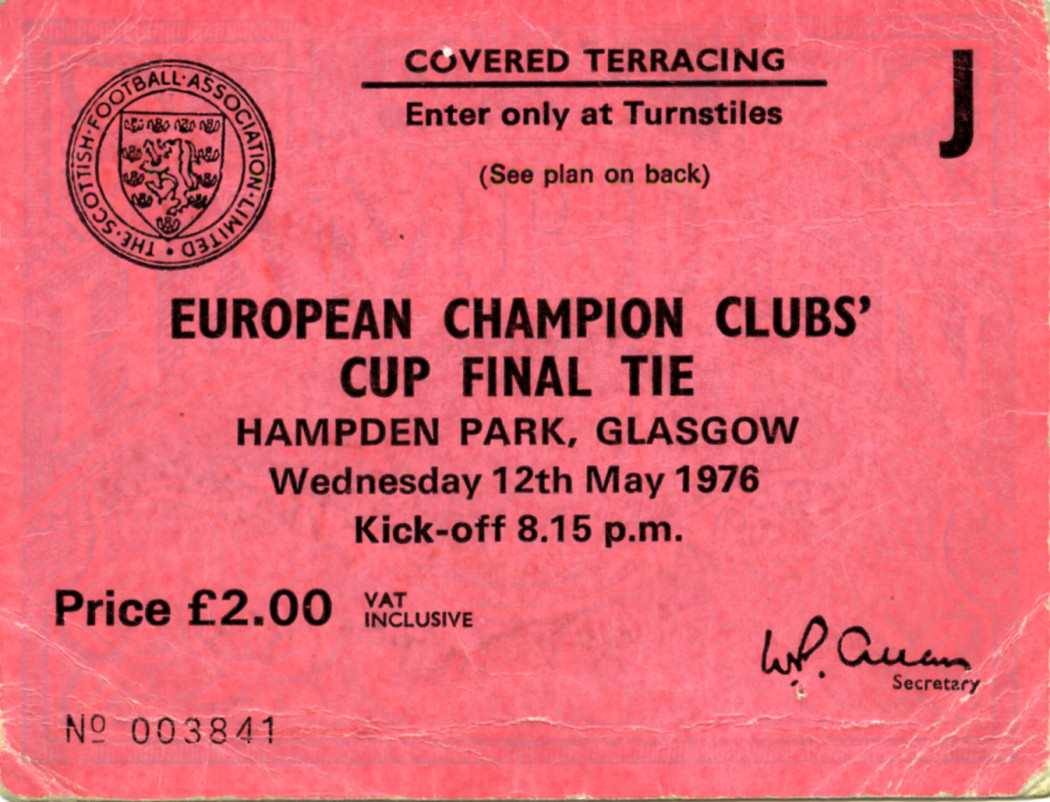 COVERED TERRACING
J
Enter only at Turnstiles
(See plan on back)
THE·SCOTTISH·FOOTBALL·ASSOCIATION·LIMITED·
EUROPEAN CHAMPION CLUBS'
CUP FINAL TIE
HAMPDEN PARK, GLASGOW
Wednesday 12th May 1976
Kick-off 8.15 p.m.
Price £2.00 VAT
INCLUSIVE
W.P. Allan
Secretary
Nº 003841